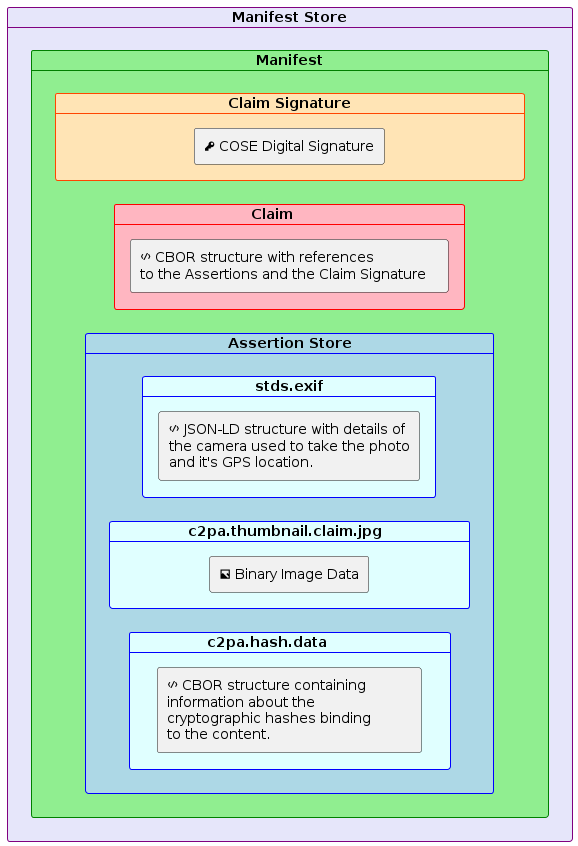 Manifest Store
Manifest
Claim Signature
COSE Digital Signature
Claim
CBOR structure with references
to the Assertions and the Claim Signature
Assertion Store
stds.exif
JSON-LD structure with details of
the camera used to take the photo
and it's GPS location.
c2pa.thumbnail.claim.jpg
Binary Image Data
c2pa.hash.data
CBOR structure containing
information about the
cryptographic hashes binding
to the content.